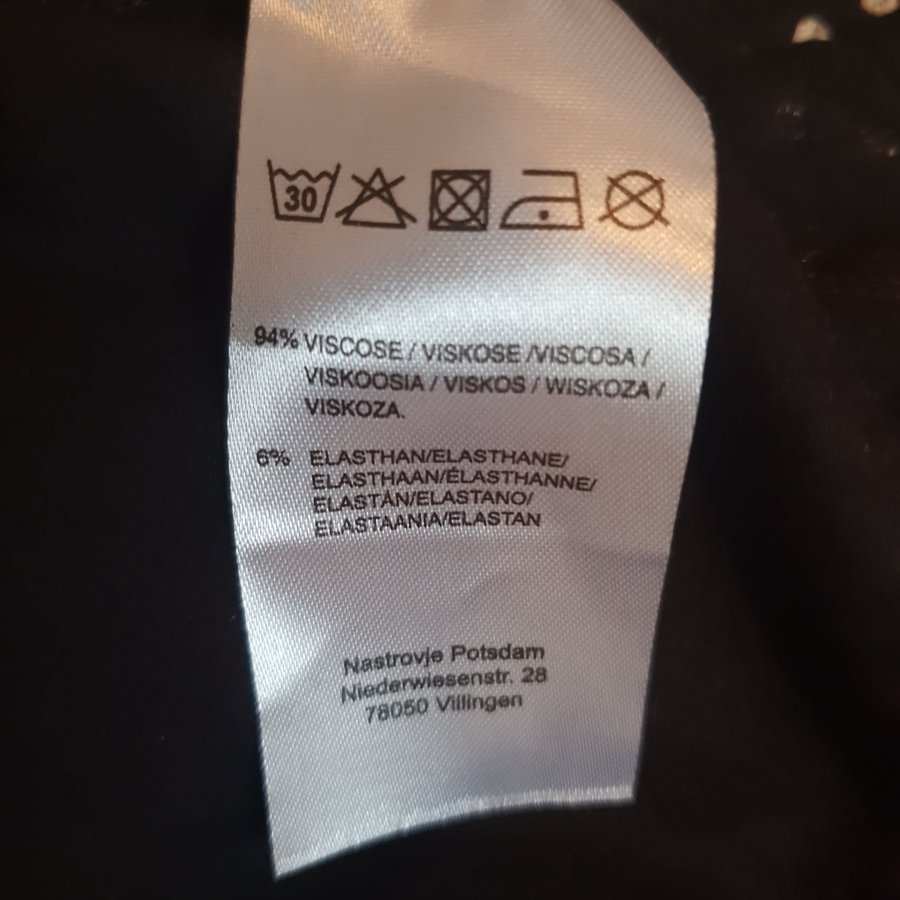 30
94% VISCOSE / VISKOSE /VISCOSA /
VISKOOSIA / VISKOS / WISKOZA /
VISKOZA.
6% ELASTHAN/ELASTHANE/
ELASTHAAN/ÉLASTHANNE/
ELASTÅN/ELASTANO/
ELASTAANIA/ELASTAN
Nastrovje Potsdam
Niederwiesenstr. 28
78050 Villingen